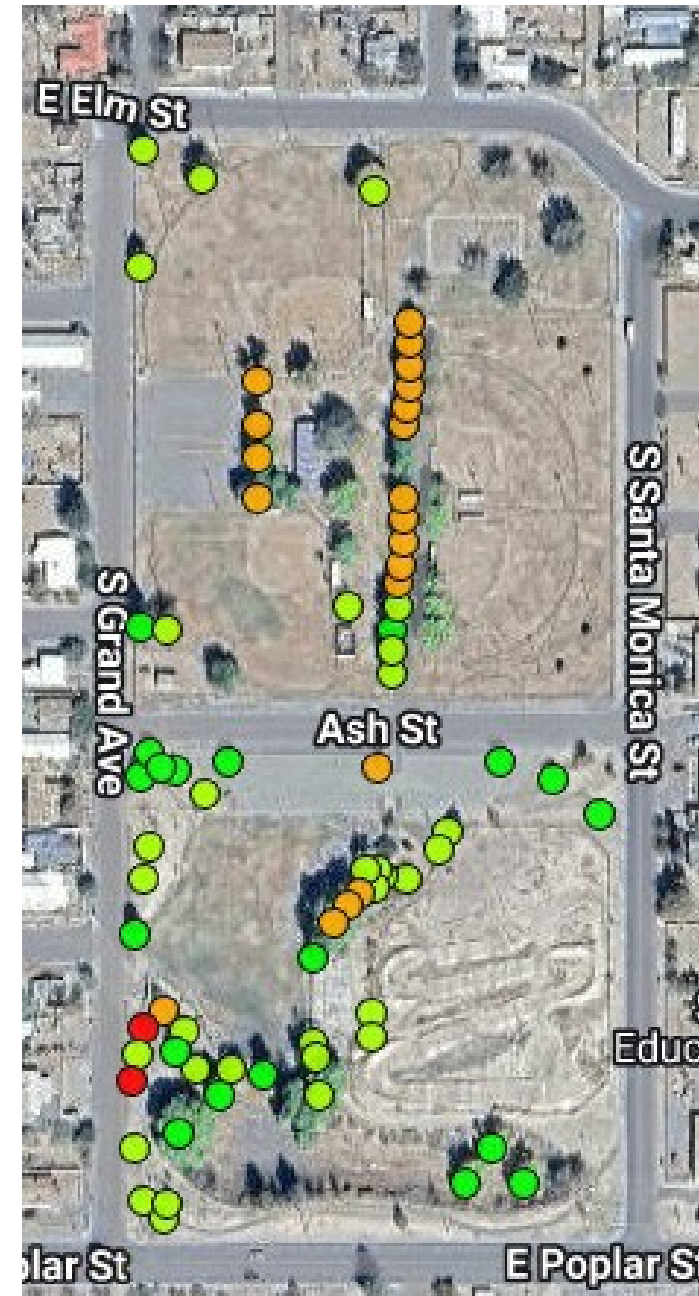 E Elm St
S Santa Monica St
S Grand Ave
Ash St
Educ
plar St
E Poplar St